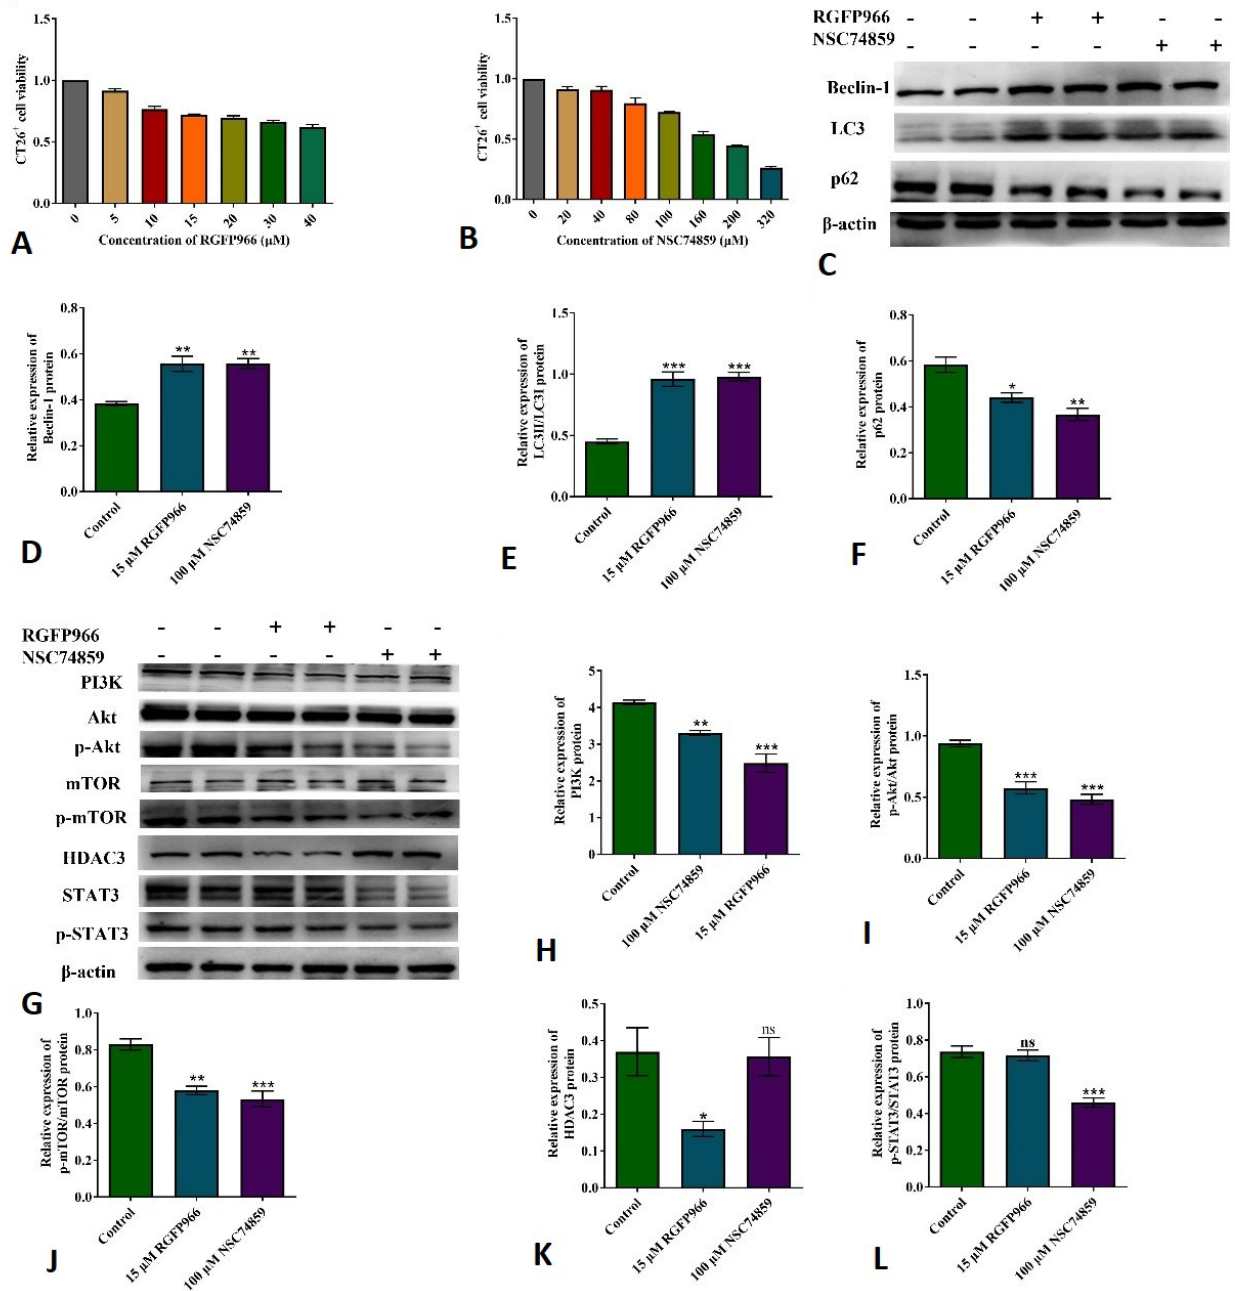 1.5
1.0
0.5
0.0
CT26⁺ cell viability
0 5 10 15 20 30 40
Concentration of RGFP966 (μM)
A
1.5
1.0
0.5
0.0
CT26⁺ cell viability
0 20 40 80 100 160 200 320
Concentration of NSC74859 (μM)
B
RGFP966 - - + + - -
NSC74859 - - - - + +
Beclin-1
LC3
p62
β-actin
C
0.8
0.6
0.4
0.2
0.0
Relative expression of
Beclin-1 protein
** **
Control 15 μM RGFP966 100 μM NSC74859
D
1.5
1.0
0.5
0.0
Relative expression of
LC3II/LC3I protein
*** ***
Control 15 μM RGFP966 100 μM NSC74859
E
0.8
0.6
0.4
0.2
0.0
Relative expression of
p62 protein
* **
Control 15 μM RGFP966 100 μM NSC74859
F
RGFP966 - - + + - -
NSC74859 - - - - + +
PI3K
Akt
p-Akt
mTOR
p-mTOR
HDAC3
STAT3
p-STAT3
β-actin
G
5
4
3
2
1
0
Relative expression of
PI3K protein
** ***
Control 100 μM NSC74859 15 μM RGFP966
H
1.5
1.0
0.5
0.0
Relative expression of
p-Akt/Akt protein
*** ***
Control 15 μM RGFP966 100 μM NSC74859
I
1.0
0.8
0.6
0.4
0.2
0.0
Relative expression of
p-mTOR/mTOR protein
** ***
Control 15 μM RGFP966 100 μM NSC74859
J
0.5
0.4
0.3
0.2
0.1
0.0
Relative expression of
HDAC3 protein
* ns
Control 15 μM RGFP966 100 μM NSC74859
K
1.0
0.8
0.6
0.4
0.2
0.0
Relative expression of
p-STAT3/STAT3 protein
ns ***
Control 15 μM RGFP966 100 μM NSC74859
L